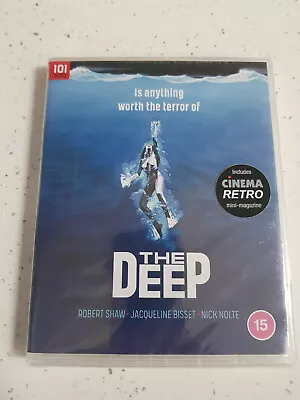 101
Is anything
worth the terror of
Includes
CINEMA
RETRO
mini-magazine
THE
DEEP
ROBERT SHAW · JACQUELINE BISSET · NICK NOLTE
15